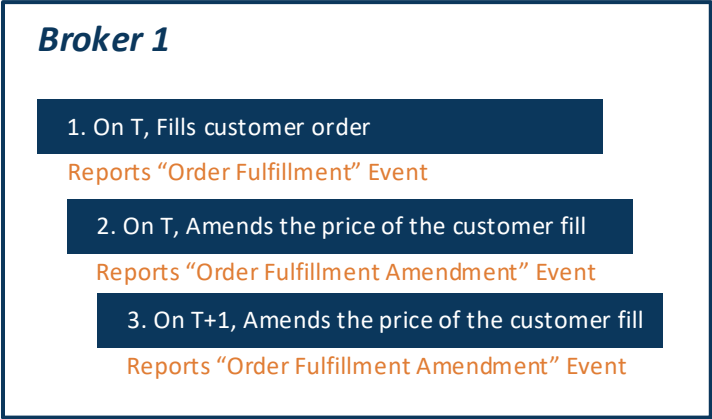 Broker 1
1. On T, Fills customer order
Reports “Order Fulfillment” Event
2. On T, Amends the price of the customer fill
Reports “Order Fulfillment Amendment” Event
3. On T+1, Amends the price of the customer fill
Reports “Order Fulfillment Amendment” Event